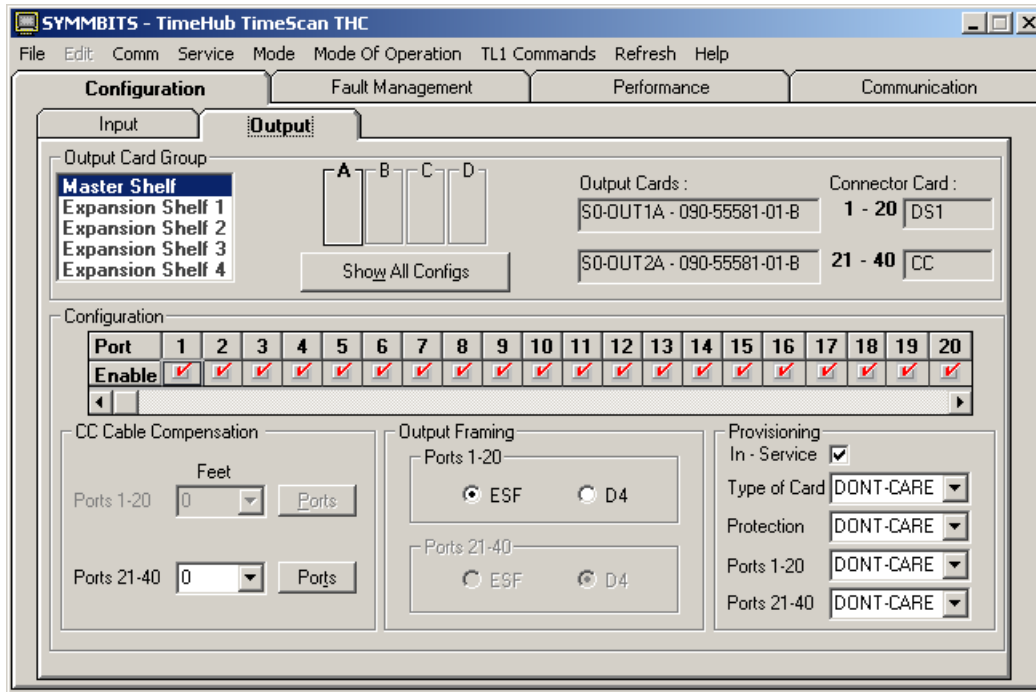 SYMMBITS - TimeHub TimeScan THC
File Edit Comm Service Mode Mode Of Operation TL1 Commands Refresh Help
Configuration Fault Management Performance Communication
Input Output
Output Card Group
Master Shelf
Expansion Shelf 1
Expansion Shelf 2
Expansion Shelf 3
Expansion Shelf 4
A B C D
Show All Configs
Output Cards : Connector Card :
S0-OUT1A - 090-55581-01-B 1 - 20 DS1
S0-OUT2A - 090-55581-01-B 21 - 40 CC
Configuration
Port 1 2 3 4 5 6 7 8 9 10 11 12 13 14 15 16 17 18 19 20
Enable
CC Cable Compensation
Feet
Ports 1-20 0 Ports
Ports 21-40 0 Ports
Output Framing
Ports 1-20
ESF D4
Ports 21-40
ESF D4
Provisioning
In - Service
Type of Card DONT-CARE
Protection DONT-CARE
Ports 1-20 DONT-CARE
Ports 21-40 DONT-CARE